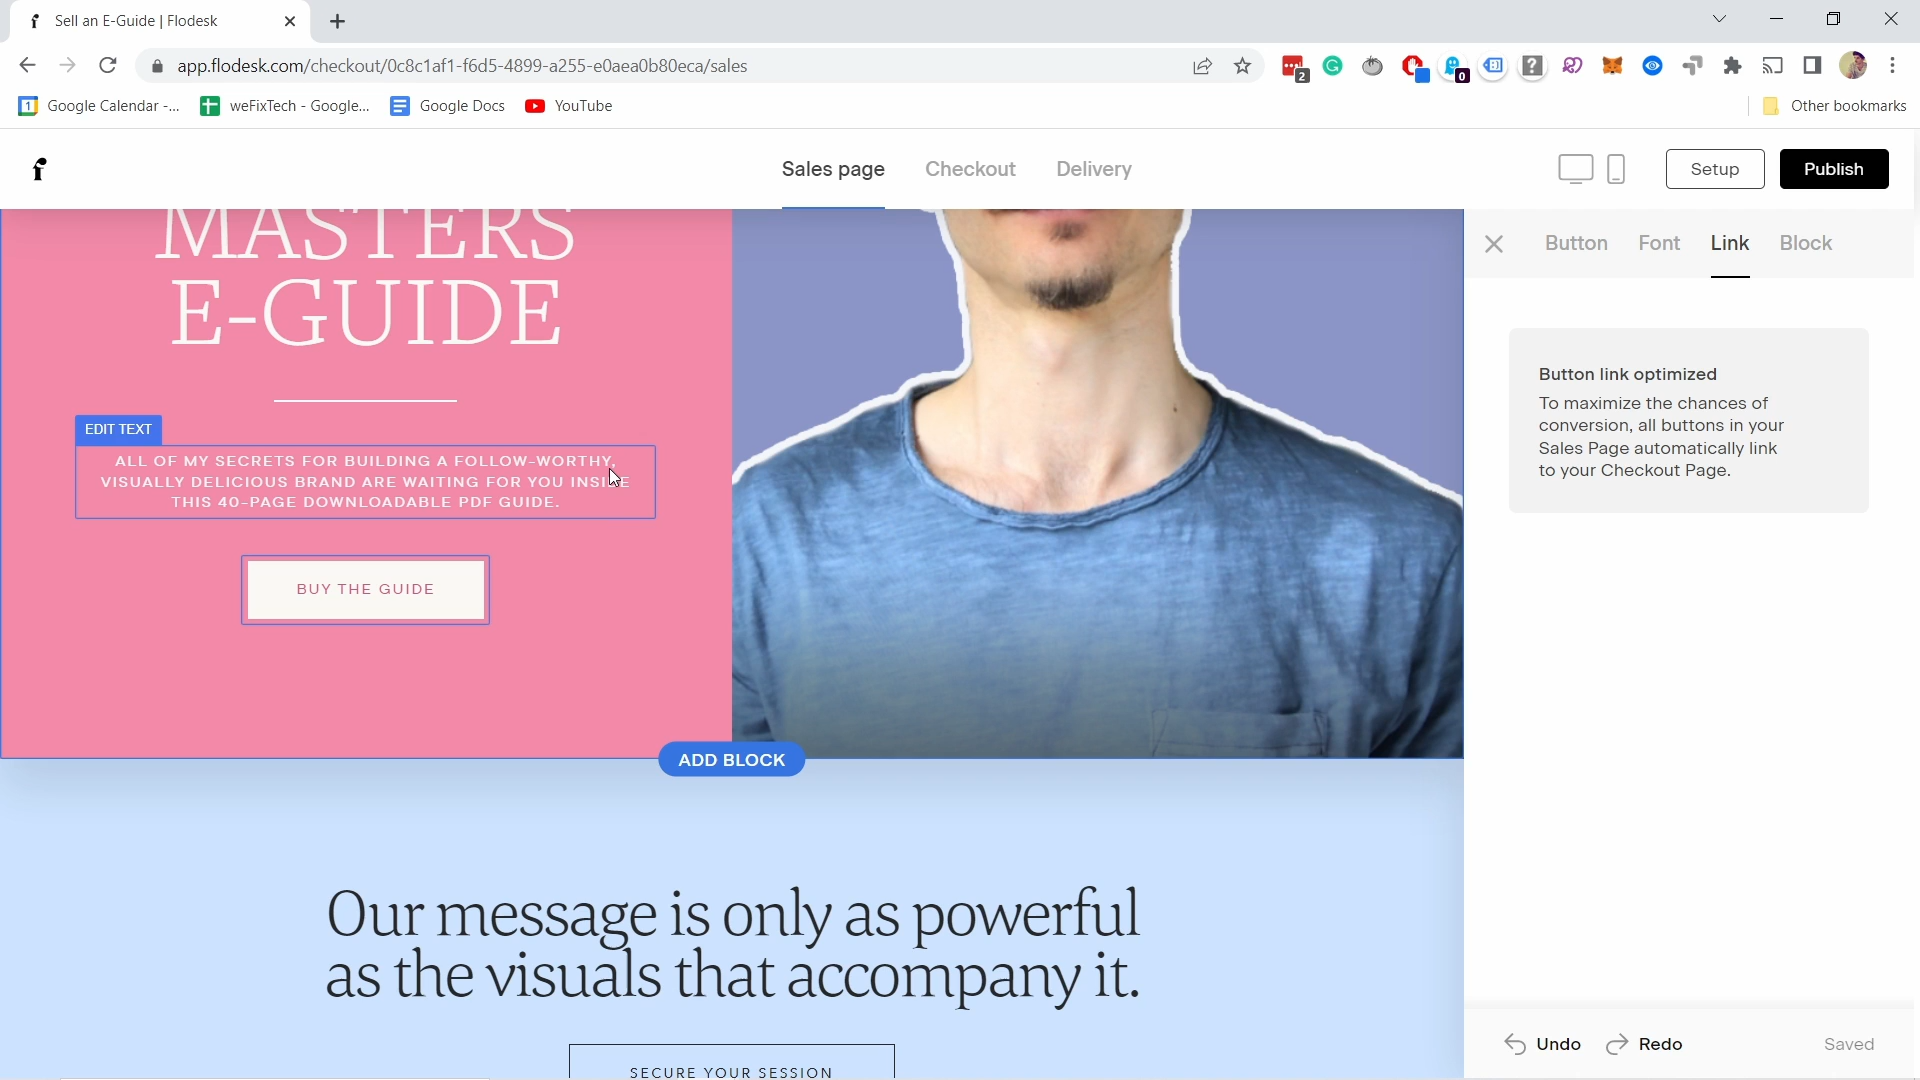 Sell an E-Guide | Flodesk
app.flodesk.com/checkout/0c8c1af1-f6d5-4899-a255-e0aea0b80eca/sales
2
0
1 Google Calendar -...
weFixTech - Google...
Google Docs
YouTube
Other bookmarks
f
Sales page
Checkout
Delivery
Setup
Publish
MASTERS
E-GUIDE
EDIT TEXT
ALL OF MY SECRETS FOR BUILDING A FOLLOW-WORTHY,
VISUALLY DELICIOUS BRAND ARE WAITING FOR YOU INSIDE
THIS 40-PAGE DOWNLOADABLE PDF GUIDE.
BUY THE GUIDE
ADD BLOCK
Our message is only as powerful
as the visuals that accompany it.
SECURE YOUR SESSION
Button
Font
Link
Block
Button link optimized
To maximize the chances of
conversion, all buttons in your
Sales Page automatically link
to your Checkout Page.
Undo
Redo
Saved